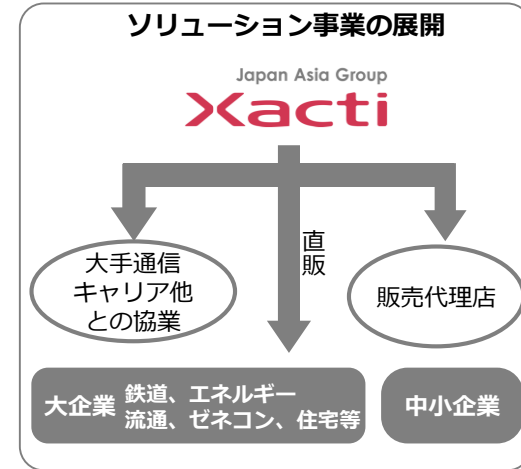 ソリューション事業の展開
Japan Asia Group
Xacti
直販
大手通信
キャリア他
との協業
販売代理店
大企業 鉄道、エネルギー
流通、ゼネコン、住宅等
中小企業